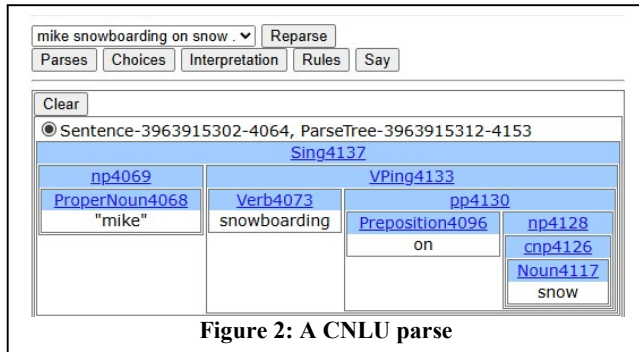 mike snowboarding on snow . Reparse
Parses Choices Interpretation Rules Say
Clear
Sentence-3963915302-4064, ParseTree-3963915312-4153
Sing4137
np4069 VPing4133
ProperNoun4068 Verb4073 pp4130
"mike" snowboarding Preposition4096 np4128
on cnp4126
Noun4117
snow
Figure 2: A CNLU parse